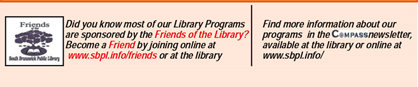 Friends
South Brunswick Public Library
Did you know most of our Library Programs
are sponsored by the Friends of the Library?
Become a Friend by joining online at
www.sbpl.info/friends or at the library
Find more information about our
programs in the COMPASS newsletter,
available at the library or online at
www.sbpl.info/